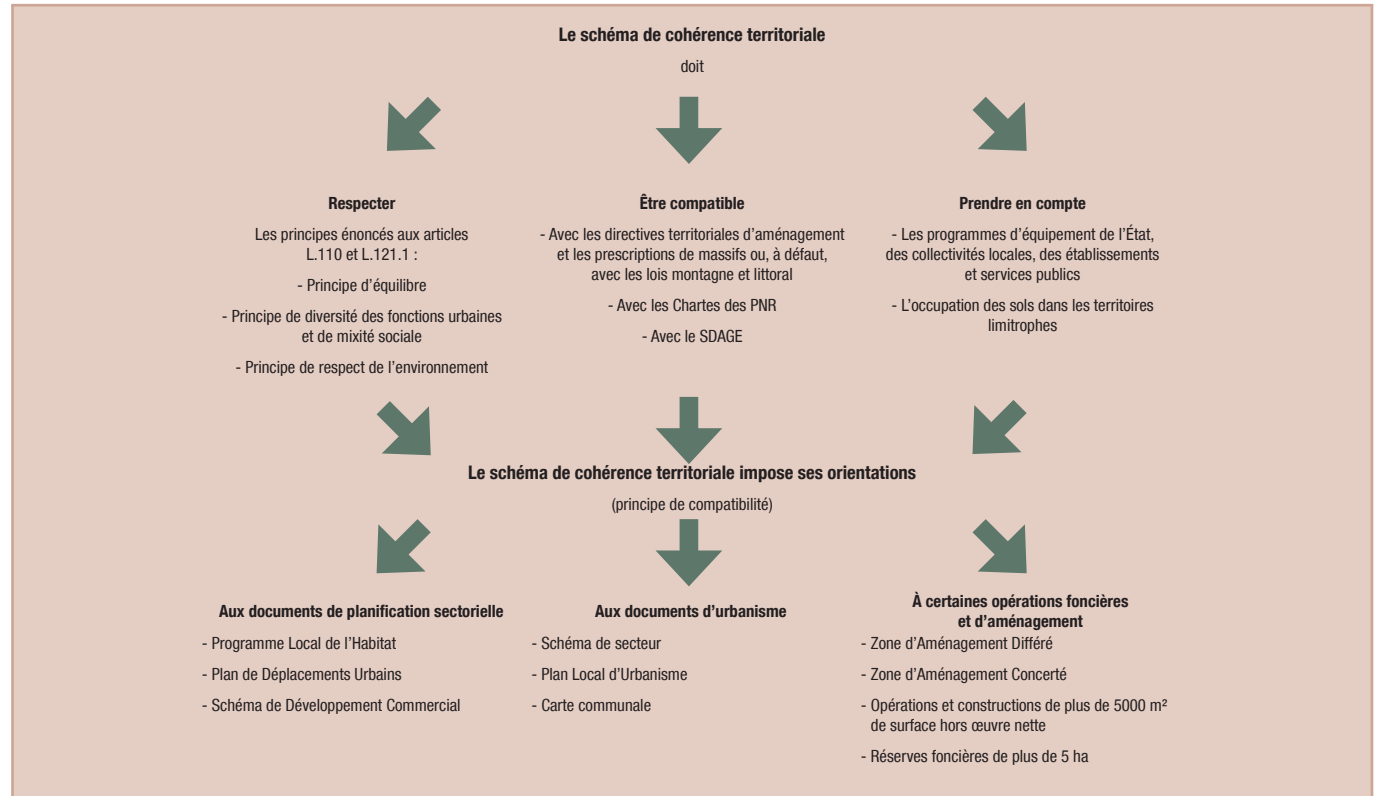 Le schéma de cohérence territoriale
doit
Respecter
Les principes énoncés aux articles
L.110 et L.121.1 :
- Principe d'équilibre
- Principe de diversité des fonctions urbaines
et de mixité sociale
- Principe de respect de l'environnement
Être compatible
- Avec les directives territoriales d'aménagement
et les prescriptions de massifs ou, à défaut,
avec les lois montagne et littoral
- Avec les Chartes des PNR
- Avec le SDAGE
Prendre en compte
- Les programmes d'équipement de l'État,
des collectivités locales, des établissements
et services publics
- L'occupation des sols dans les territoires
limitrophes
Le schéma de cohérence territoriale impose ses orientations
(principe de compatibilité)
Aux documents de planification sectorielle
- Programme Local de l'Habitat
- Plan de Déplacements Urbains
- Schéma de Développement Commercial
Aux documents d'urbanisme
- Schéma de secteur
- Plan Local d'Urbanisme
- Carte communale
À certaines opérations foncières
et d'aménagement
- Zone d'Aménagement Différé
- Zone d'Aménagement Concerté
- Opérations et constructions de plus de 5000 m²
de surface hors œuvre nette
- Réserves foncières de plus de 5 ha